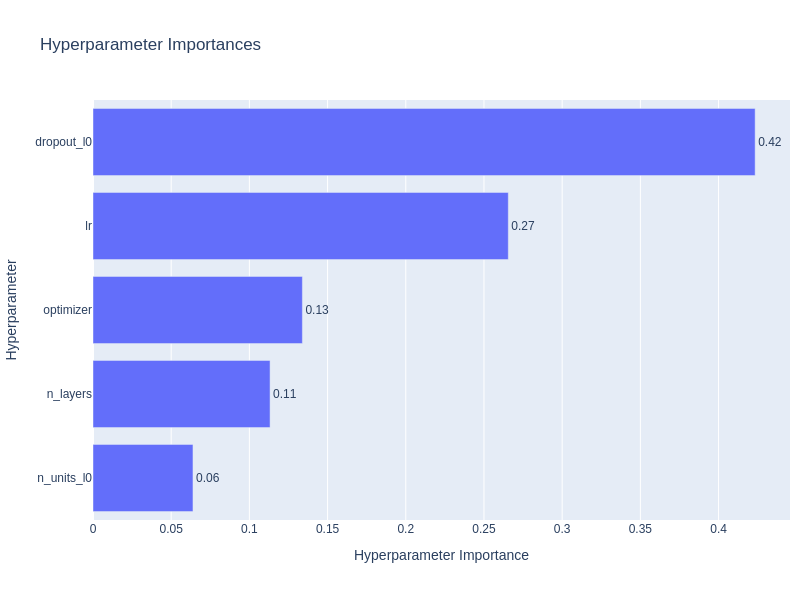 Hyperparameter Importances
dropout_l0
0.42
lr
0.27
optimizer
0.13
n_layers
0.11
n_units_l0
0.06
0
0.05
0.1
0.15
0.2
0.25
0.3
0.35
0.4
Hyperparameter Importance
Hyperparameter